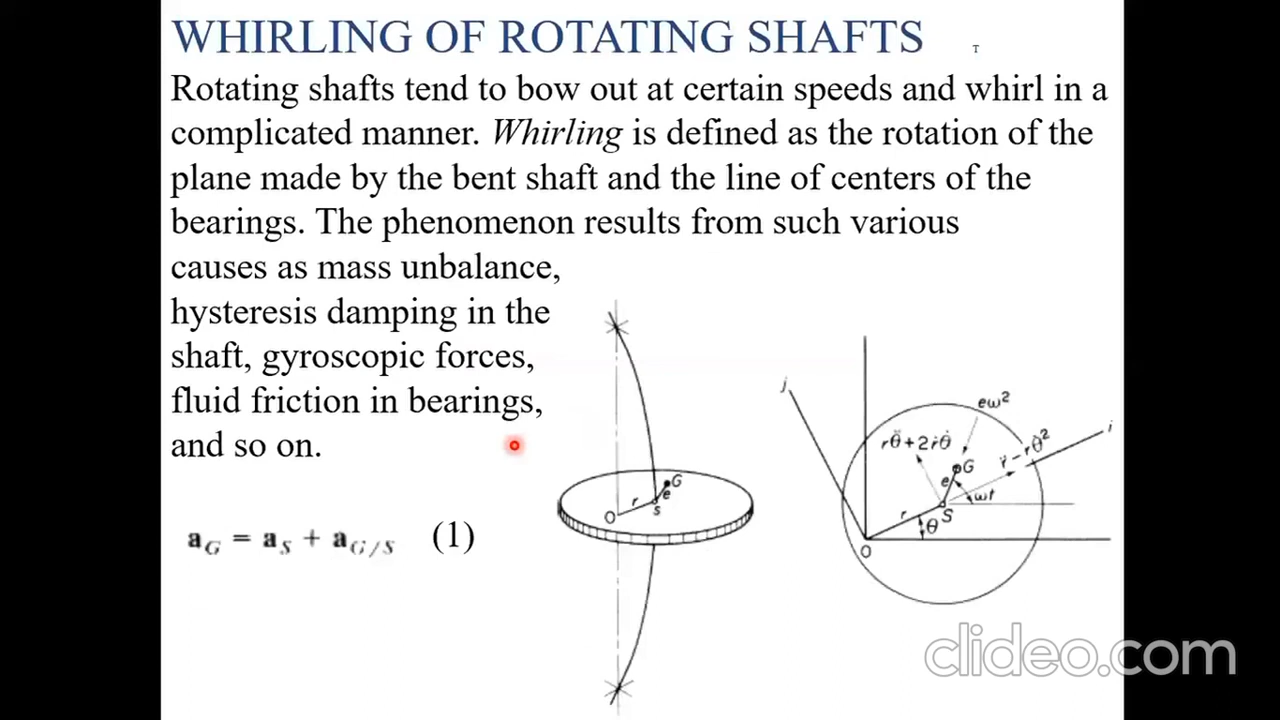 WHIRLING OF ROTATING SHAFTS
T
Rotating shafts tend to bow out at certain speeds and whirl in a
complicated manner. Whirling is defined as the rotation of the
plane made by the bent shaft and the line of centers of the
bearings. The phenomenon results from such various
causes as mass unbalance,
hysteresis damping in the
shaft, gyroscopic forces,
fluid friction in bearings,
and so on.
a_G = a_S + a_{G/S} (1)
O r S e G
j
i
eω²
rθ̈ + 2ṙθ̇
r̈ − rθ̇²
G
e
ωt
S
r
θ
O
clideo.com